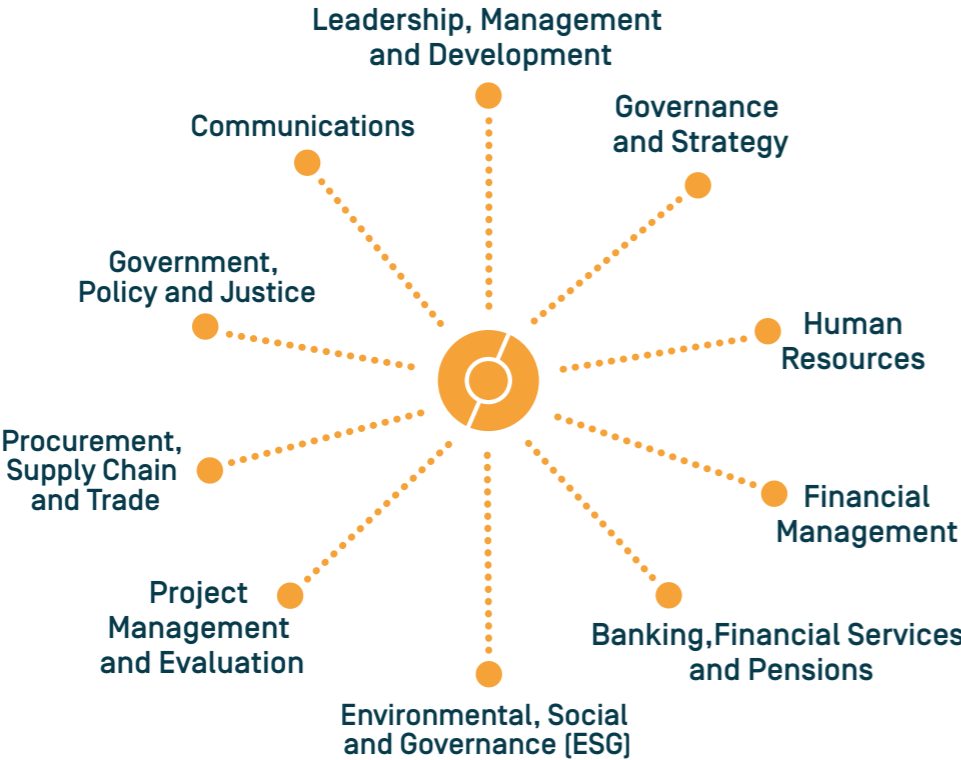 Leadership, Management
and Development
Governance
and Strategy
Communications
Government,
Policy and Justice
Human
Resources
Procurement,
Supply Chain
and Trade
Financial
Management
Project
Management
and Evaluation
Banking,Financial Services
and Pensions
Environmental, Social
and Governance (ESG)